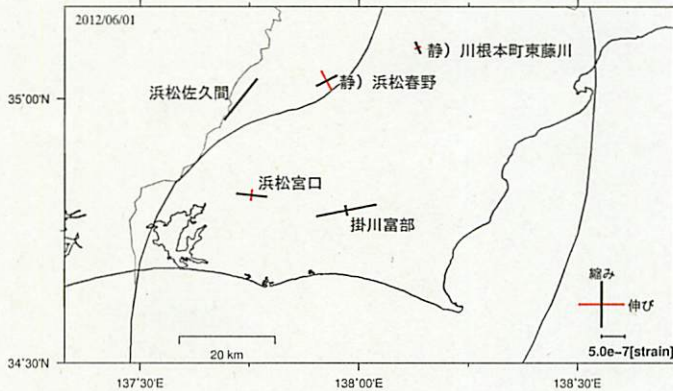 2012/06/01
静）川根本町東藤川
静）浜松春野
浜松佐久間
35°00'N
浜松宮口
掛川富部
縮み
伸び
20 km
5.0e-7[strain]
34°30'N
137°30'E
138°00'E
138°30'E